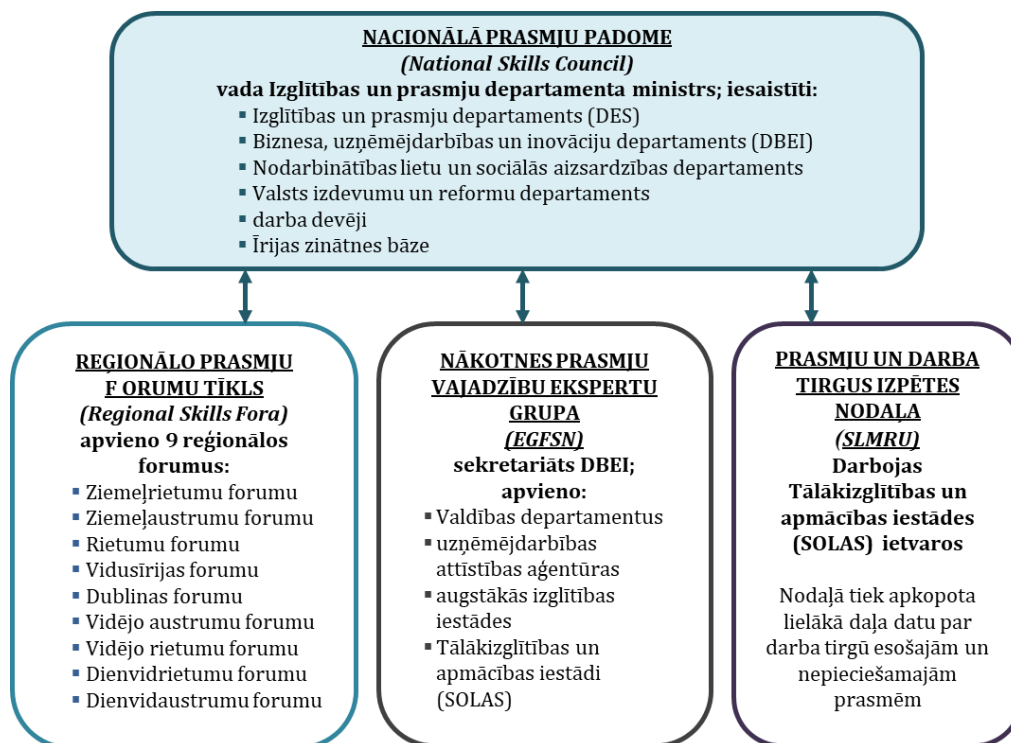 NACIONĀLĀ PRASMJU PADOME
(National Skills Council)
vada Izglītības un prasmju departamenta ministrs; iesaistīti:
▪ Izglītības un prasmju departaments (DES)
▪ Biznesa, uzņēmējdarbības un inovāciju departaments (DBEI)
▪ Nodarbinātības lietu un sociālās aizsardzības departaments
▪ Valsts izdevumu un reformu departaments
▪ darba devēji
▪ Īrijas zinātnes bāze
REĢIONĀLO PRASMJU
F ORUMU TĪKLS
(Regional Skills Fora)
apvieno 9 reģionālos
forumus:
▪ Ziemeļrietumu forumu
▪ Ziemeļaustrumu forumu
▪ Rietumu forumu
▪ Vidusīrijas forumu
▪ Dublinas forumu
▪ Vidējo austrumu forumu
▪ Vidējo rietumu forumu
▪ Dienvidrietumu forumu
▪ Dienvidaustrumu forumu
NĀKOTNES PRASMJU
VAJADZĪBU EKSPERTU
GRUPA
(EGFSN)
sekretariāts DBEI;
apvieno:
▪ Valdības departamentus
▪ uzņēmējdarbības
attīstības aģentūras
▪ augstākās izglītības
iestādes
▪ Tālākizglītības un
apmācības iestādi
(SOLAS)
PRASMJU UN DARBA
TIRGUS IZPĒTES
NODAĻA
(SLMRU)
Darbojas
Tālākizglītības un
apmācības iestādes
(SOLAS) ietvaros
Nodaļā tiek apkopota
lielākā daļa datu par
darba tirgū esošajām un
nepieciešamajām
prasmēm